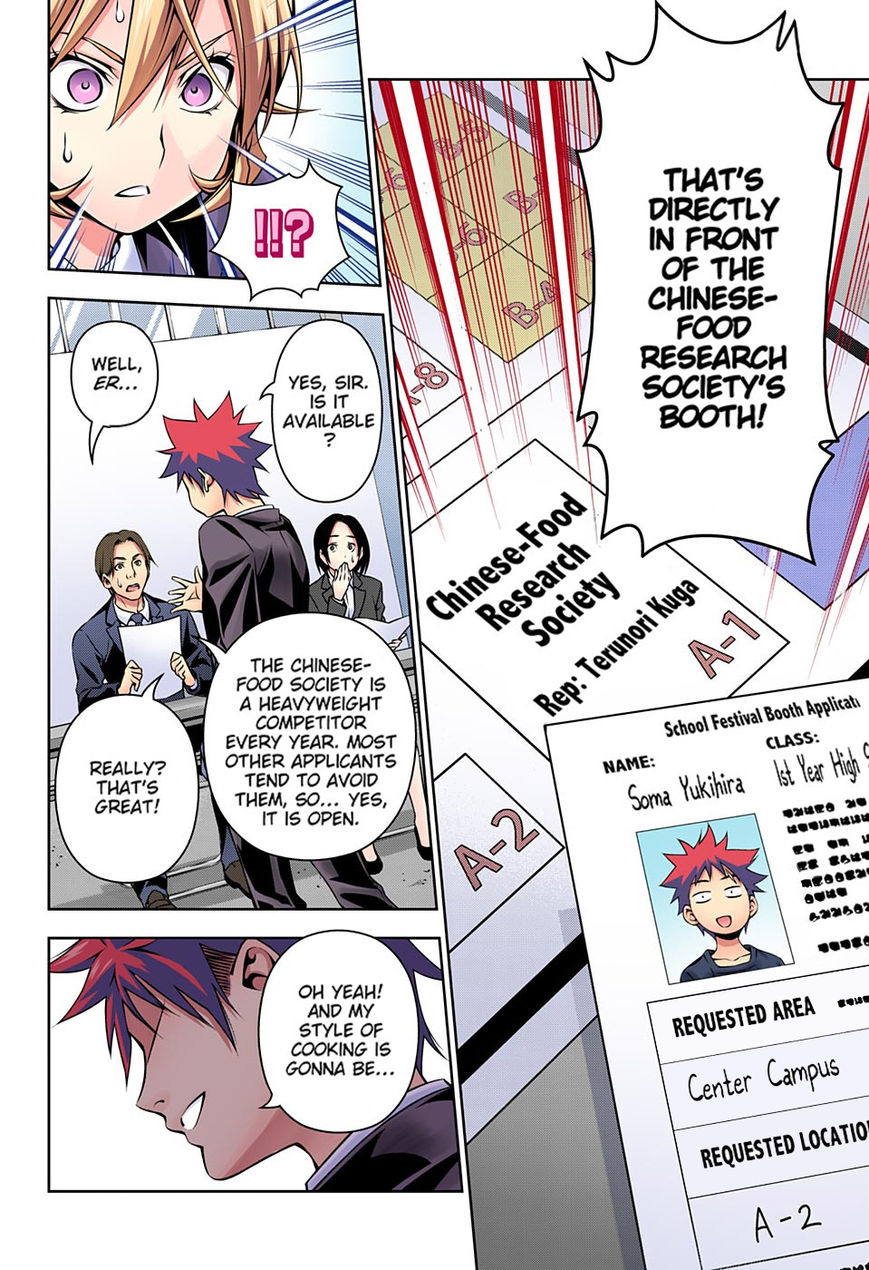 THAT'S
DIRECTLY
IN FRONT
OF THE
CHINESE-
FOOD
RESEARCH
SOCIETY'S
BOOTH!
B-5
B-4
A-8
Chinese-Food
Research
Society
Rep: Terunori Kuga
A-1
A-2
School Festival Booth
NAME:
Soma Yukihira
CLASS:
1st Year High
REQUESTED AREA
Center Campus
REQUESTED
A-2
!!?
YES, SIR.
IS IT
AVAILABLE
?
WELL,
ER...
THE CHINESE-
FOOD SOCIETY IS
A HEAVYWEIGHT
COMPETITOR
EVERY YEAR. MOST
OTHER APPLICANTS
TEND TO AVOID
THEM, SO... YES,
IT IS OPEN.
REALLY?
THAT'S
GREAT!
OH YEAH!
AND MY
STYLE OF
COOKING IS
GONNA BE...